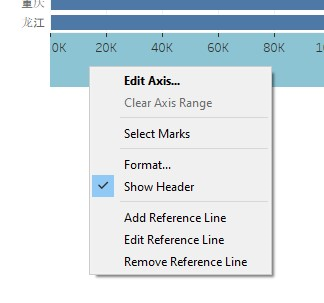 重庆
龙江
0K 20K 40K 60K 80K 100
Edit Axis...
Clear Axis Range
Select Marks
Format...
Show Header
Add Reference Line
Edit Reference Line
Remove Reference Line